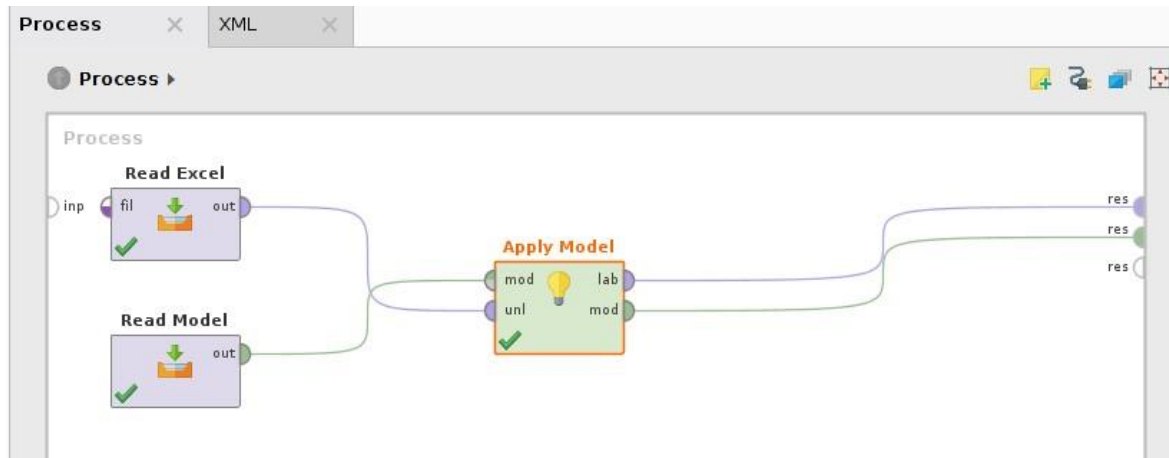 Process
XML
Process
Process
Read Excel
inp
fil
out
Apply Model
mod
lab
unl
mod
Read Model
out
res
res
res